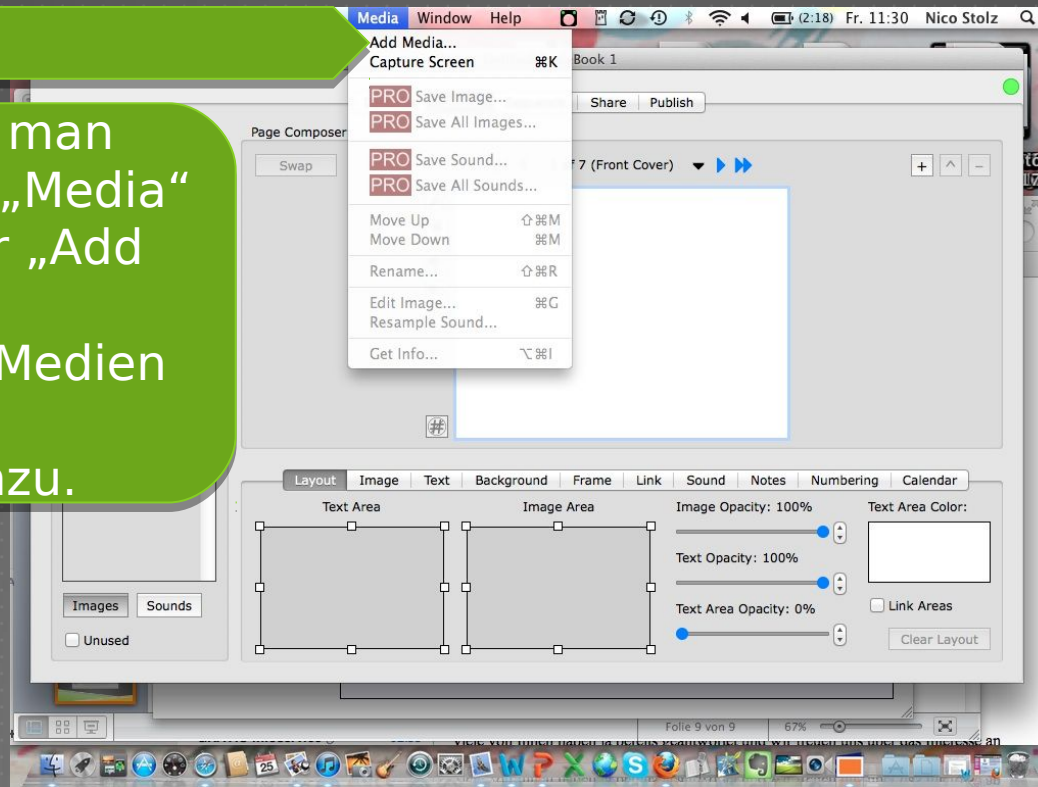 Media Window Help (2:18) Fr. 11:30 Nico Stolz
Add Media...
Capture Screen ⌘K
PRO Save Image...
PRO Save All Images...
PRO Save Sound...
PRO Save All Sounds...
Move Up ⇧⌘M
Move Down ⌘M
Rename... ⇧⌘R
Edit Image... ⌘G
Resample Sound...
Get Info... ⌥⌘I
man
„Media“
„Add
Medien
Book 1
Share Publish
Page Composer
Swap
7 (Front Cover)
+ ^ -
#
Layout Image Text Background Frame Link Sound Notes Numbering Calendar
Text Area Image Area Image Opacity: 100% Text Area Color:
Text Opacity: 100%
Text Area Opacity: 0% Link Areas
Clear Layout
Images Sounds
Unused
Folie 9 von 9 67%
25